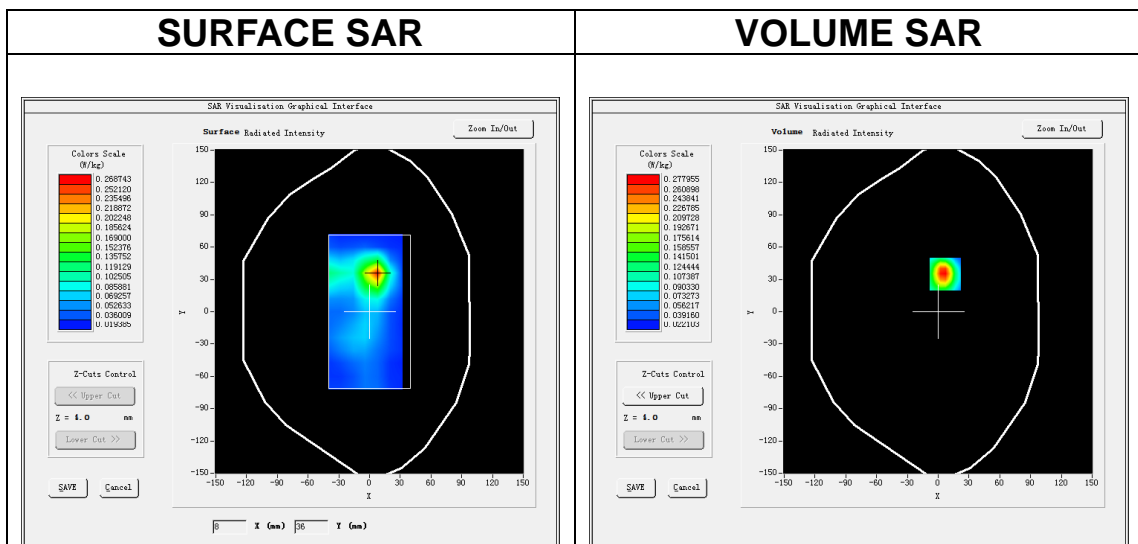 SURFACE SAR
VOLUME SAR
SAR Visualisation Graphical Interface
Surface Radiated Intensity
Zoom In/Out
Colors Scale
(W/kg)
0.268743
0.252120
0.235496
0.218872
0.202248
0.185624
0.169000
0.152376
0.135752
0.119129
0.102505
0.085881
0.069257
0.052633
0.036009
0.019385
150
120
90
60
30
0
-30
-60
-90
-120
-150
Y
-150 -120 -90 -60 -30 0 30 60 90 120 150
X
Z-Cuts Control
<< Upper Cut
Z = 4.0 mm
Lower Cut >>
SAVE
Cancel
8 X (mm) 36 Y (mm)
SAR Visualisation Graphical Interface
Volume Radiated Intensity
Zoom In/Out
Colors Scale
(W/kg)
0.277955
0.260898
0.243841
0.226785
0.209728
0.192671
0.175614
0.158557
0.141501
0.124444
0.107387
0.090330
0.073273
0.056217
0.039160
0.022103
150
120
90
60
30
0
-30
-60
-90
-120
-150
Y
-150 -120 -90 -60 -30 0 30 60 90 120 150
X
Z-Cuts Control
<< Upper Cut
Z = 4.0 mm
Lower Cut >>
SAVE
Cancel